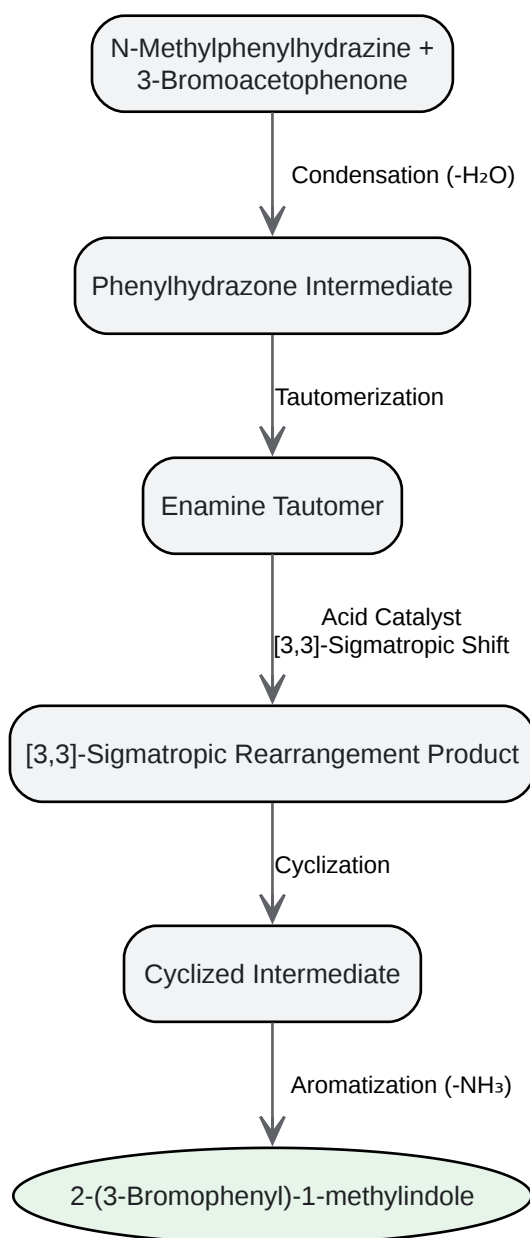 N-Methylphenylhydrazine +
3-Bromoacetophenone
Condensation (-H₂O)
Phenylhydrazone Intermediate
Tautomerization
Enamine Tautomer
Acid Catalyst
[3,3]-Sigmatropic Shift
[3,3]-Sigmatropic Rearrangement Product
Cyclization
Cyclized Intermediate
Aromatization (-NH₃)
2-(3-Bromophenyl)-1-methylindole